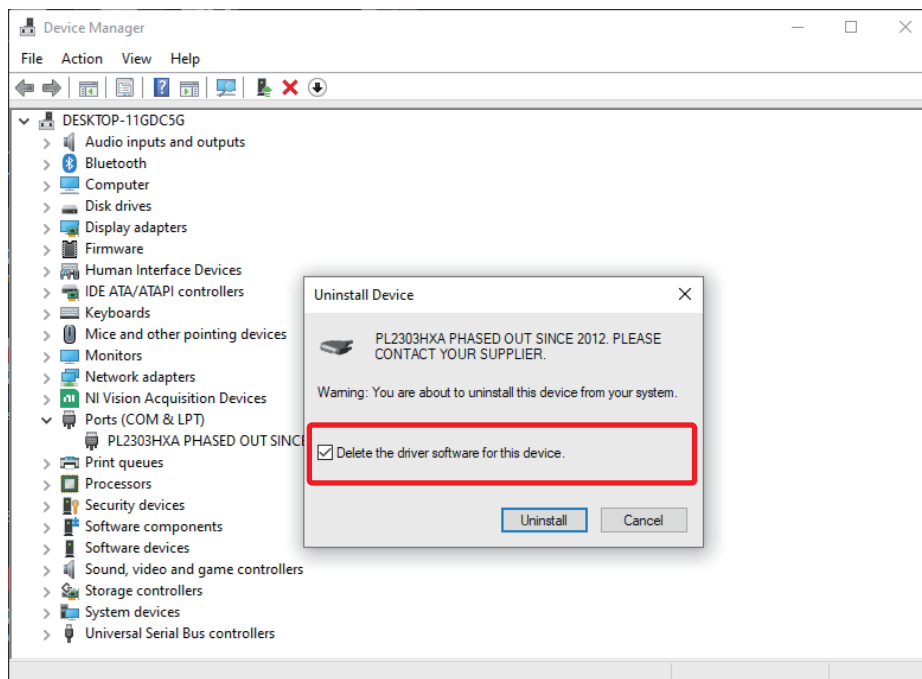 Device Manager
File Action View Help
DESKTOP-11GDC5G
Audio inputs and outputs
Bluetooth
Computer
Disk drives
Display adapters
Firmware
Human Interface Devices
IDE ATA/ATAPI controllers
Keyboards
Mice and other pointing devices
Monitors
Network adapters
NI Vision Acquisition Devices
Ports (COM & LPT)
PL2303HXA PHASED OUT SINCE
Print queues
Processors
Security devices
Software components
Software devices
Sound, video and game controllers
Storage controllers
System devices
Universal Serial Bus controllers
Uninstall Device
PL2303HXA PHASED OUT SINCE 2012. PLEASE
CONTACT YOUR SUPPLIER.
Warning: You are about to uninstall this device from your system.
Delete the driver software for this device.
Uninstall Cancel